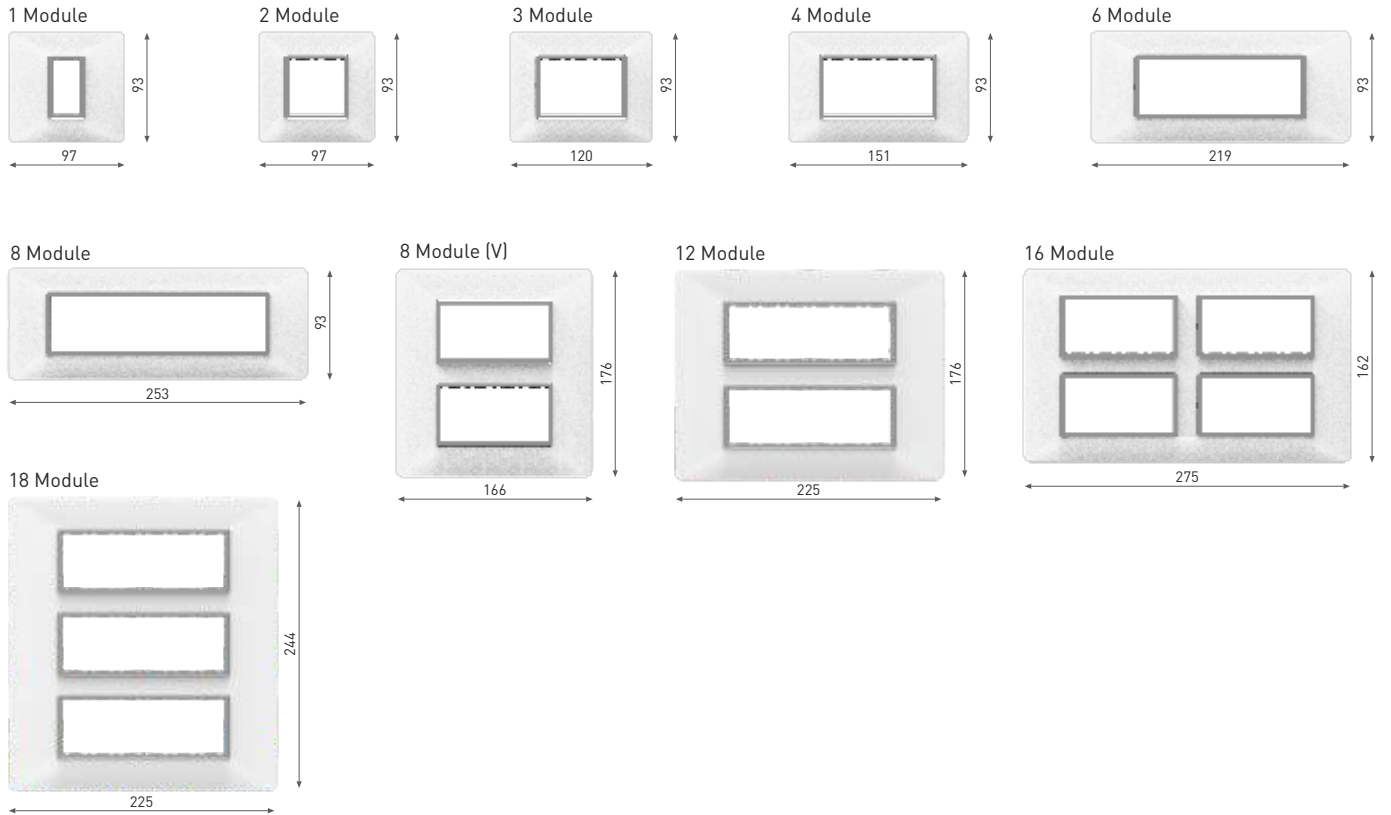 1 Module
2 Module
3 Module
4 Module
6 Module
93
93
93
93
93
97
97
120
151
219
8 Module
8 Module (V)
12 Module
16 Module
93
176
176
162
253
166
225
275
18 Module
244
225